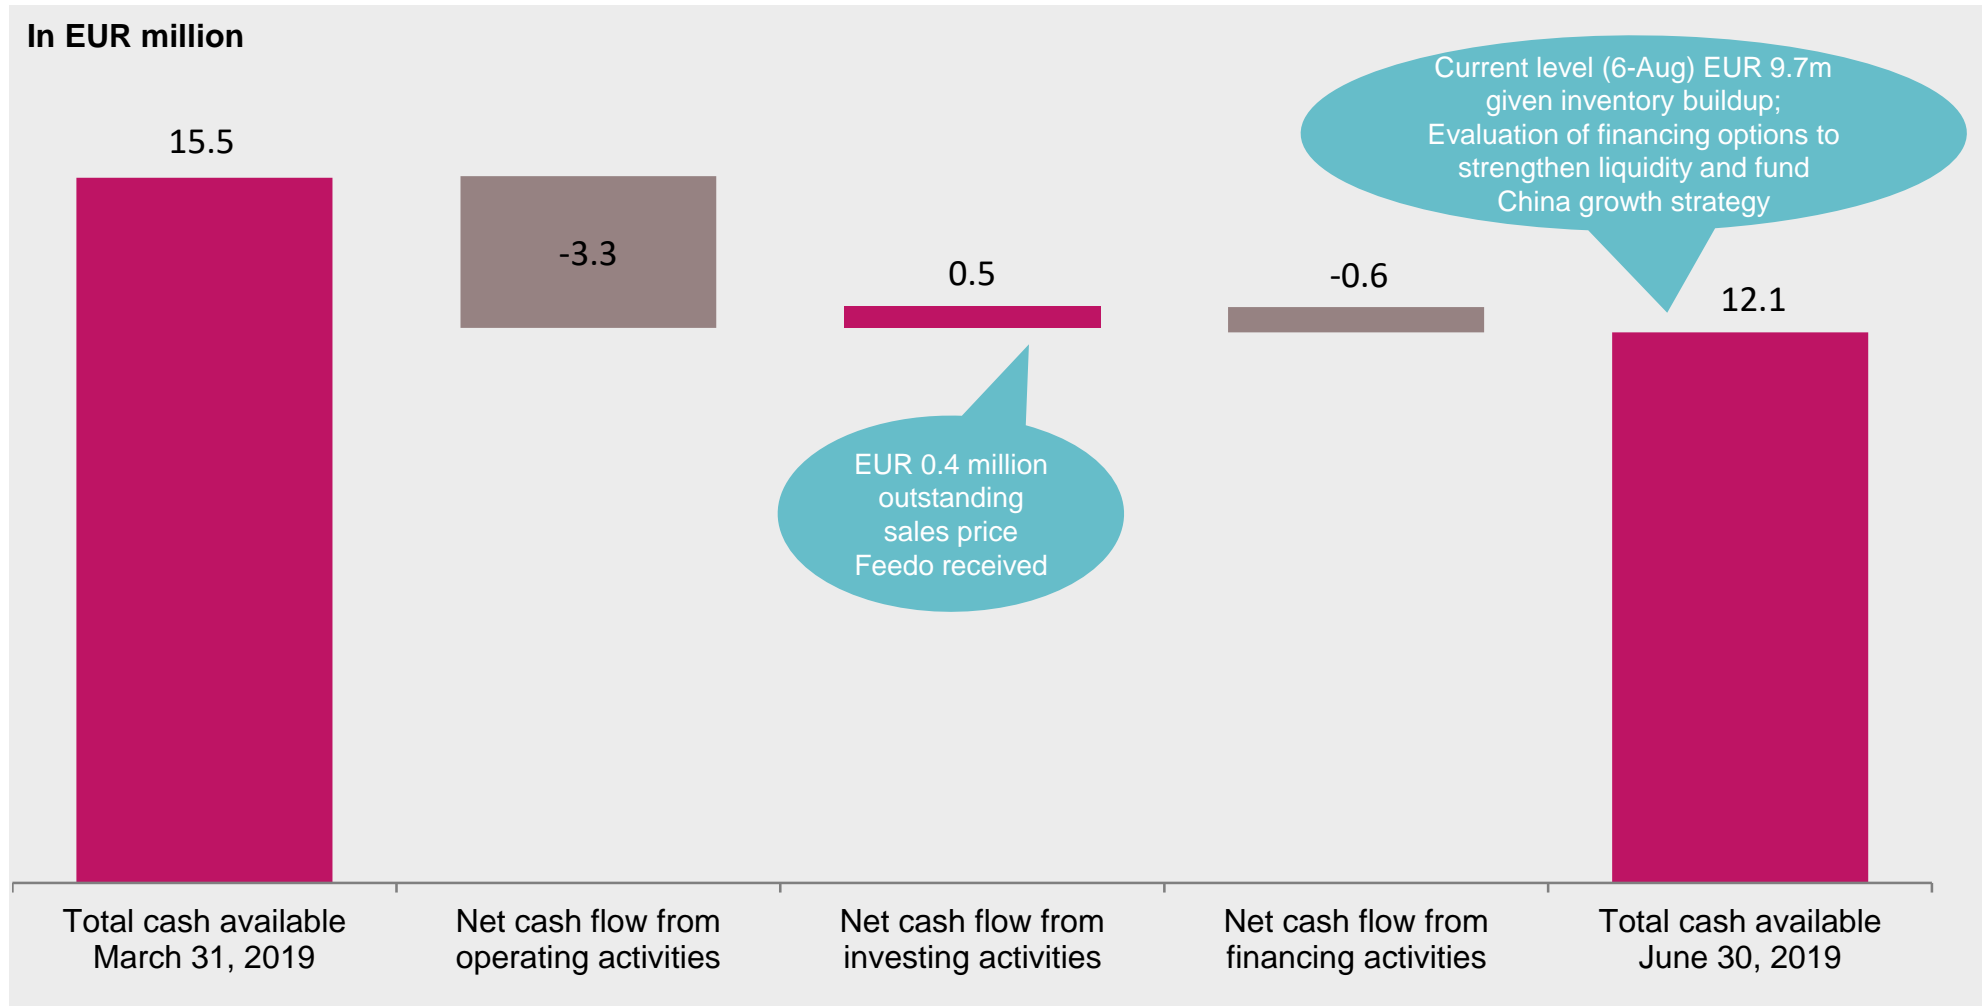 In EUR million
Current level (6-Aug) EUR 9.7m
given inventory buildup;
Evaluation of financing options to
strengthen liquidity and fund
China growth strategy
15.5
-3.3
0.5
-0.6
12.1
EUR 0.4 million
outstanding
sales price
Feedo received
Total cash available
March 31, 2019
Net cash flow from
operating activities
Net cash flow from
investing activities
Net cash flow from
financing activities
Total cash available
June 30, 2019